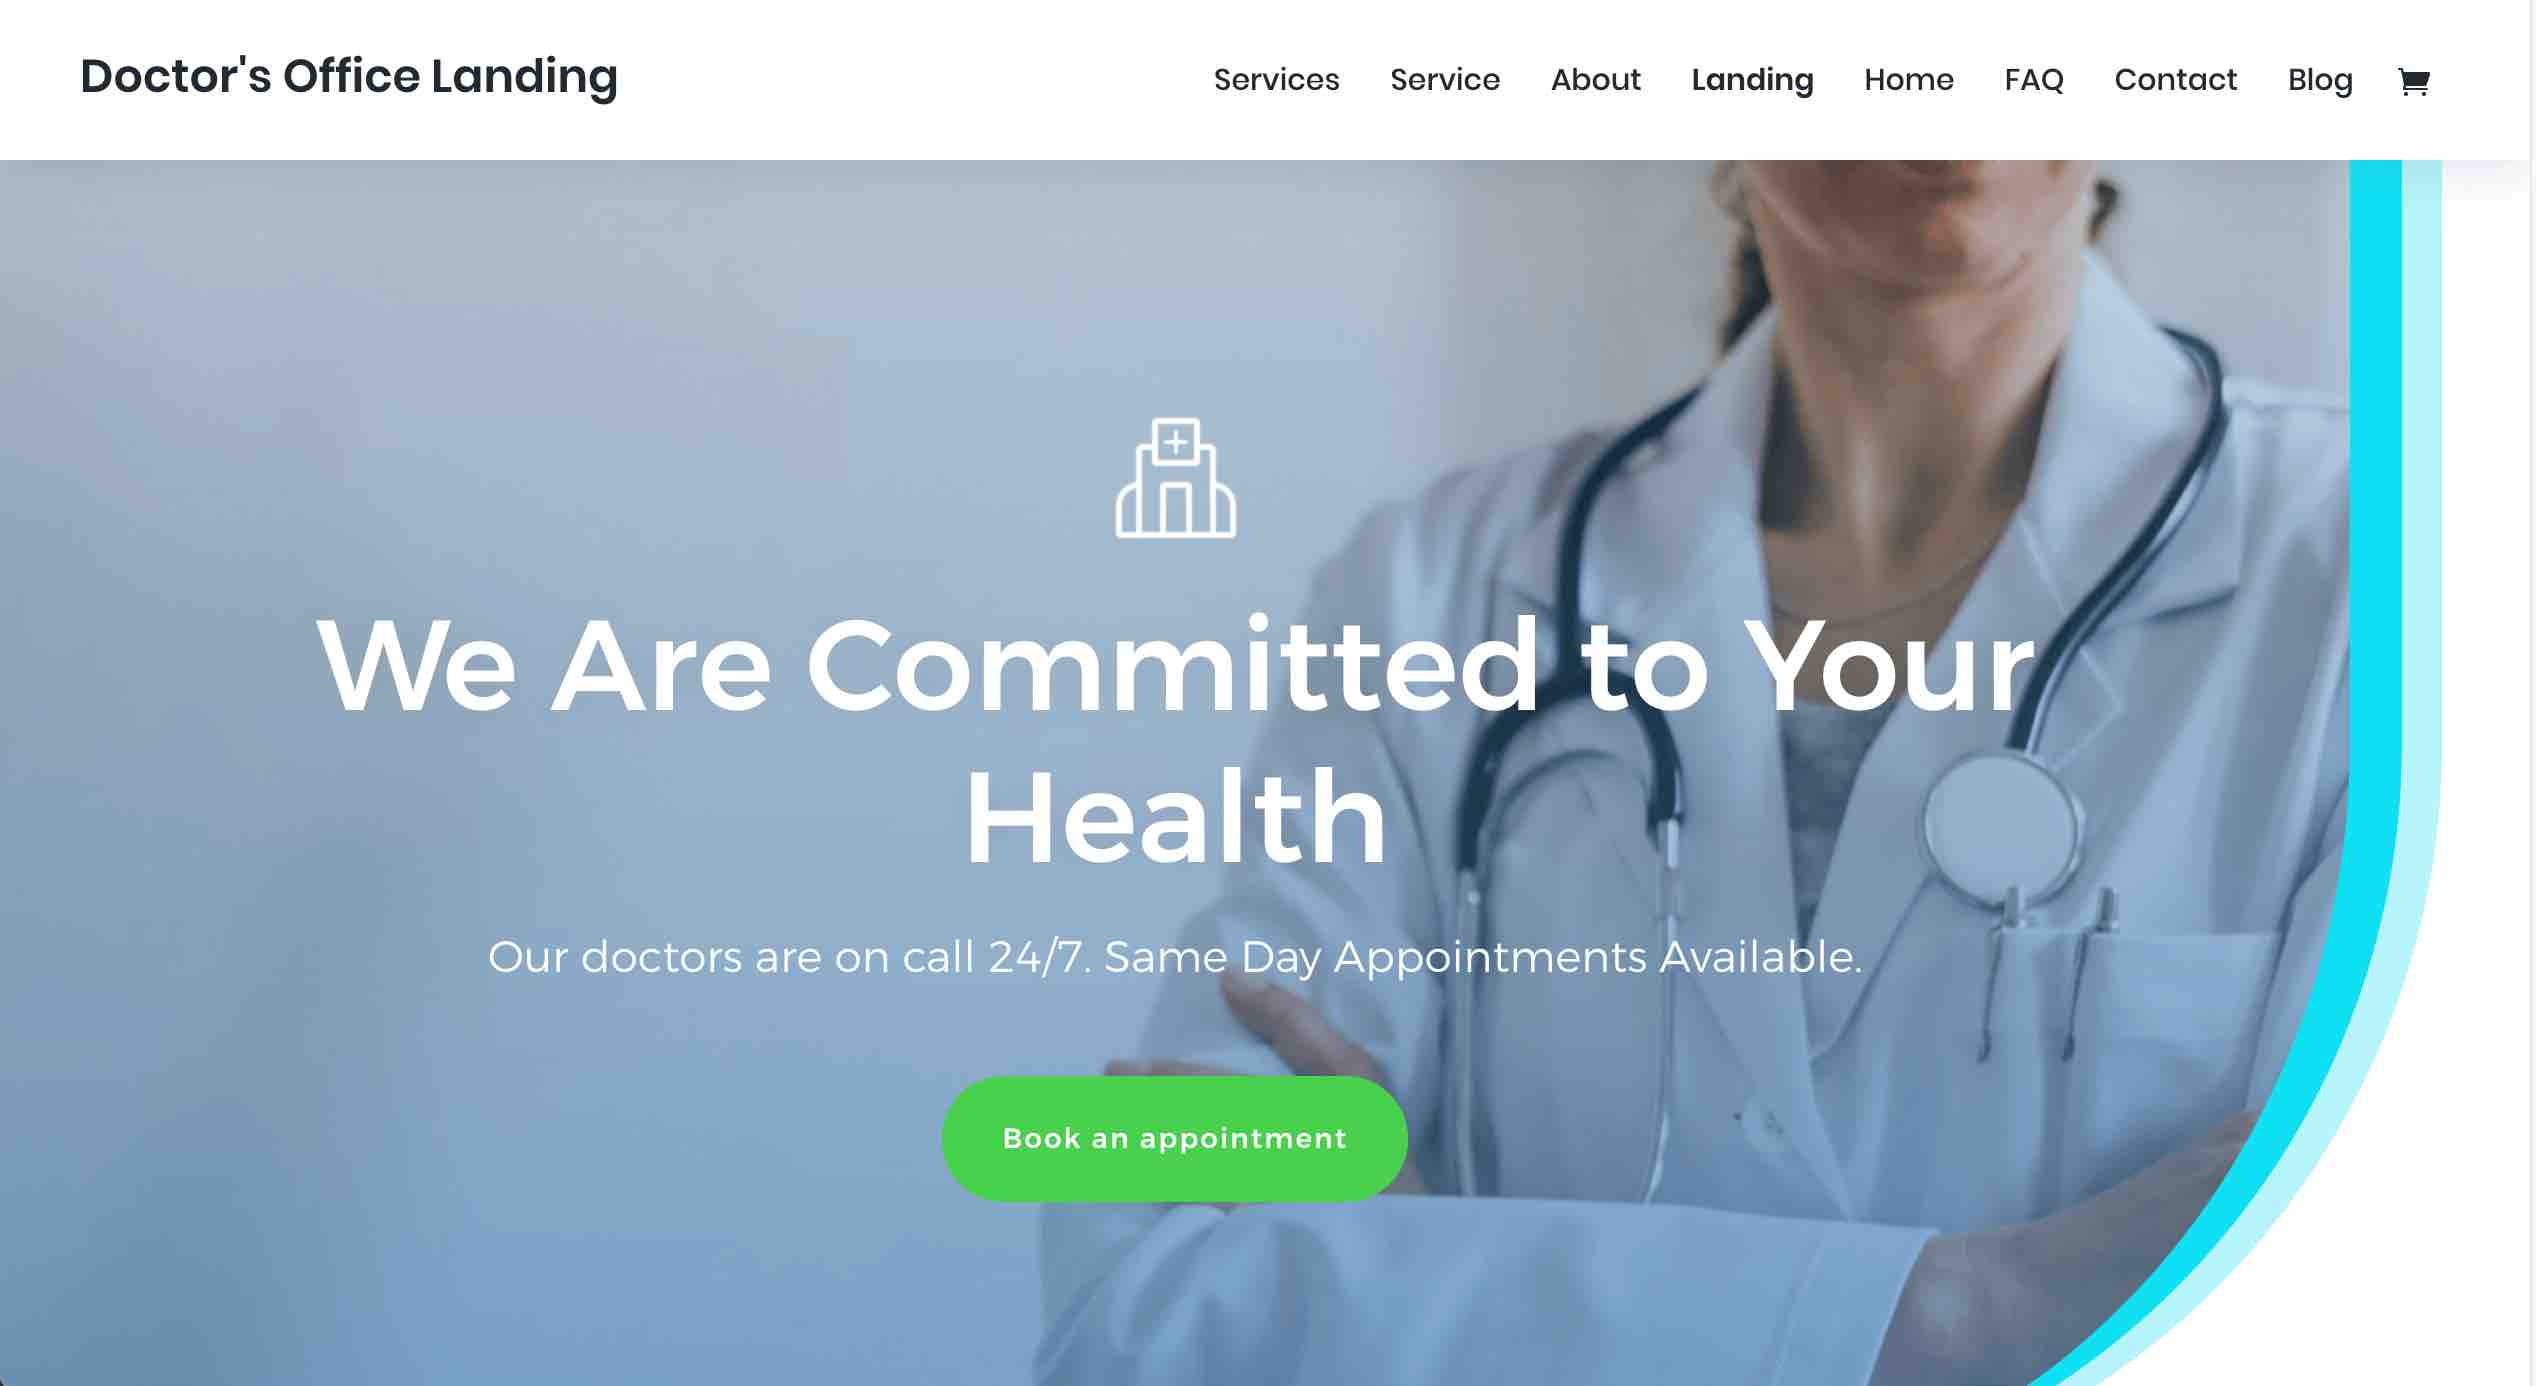 Doctor's Office Landing
Services Service About Landing Home FAQ Contact Blog
We Are Committed to Your
Health
Our doctors are on call 24/7. Same Day Appointments Available.
Book an appointment